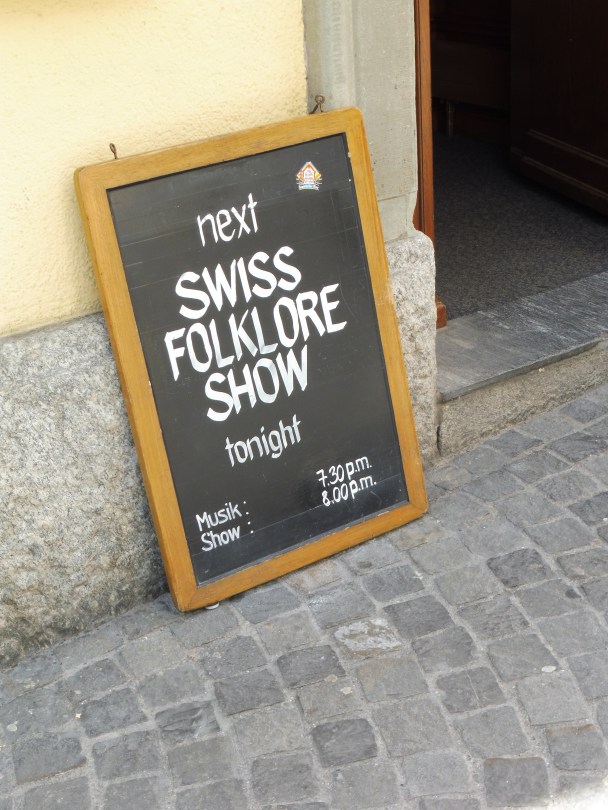 next
SWISS
FOLKLORE
SHOW
tonight
Musik : 7.30 p.m.
Show : 8.00 p.m.